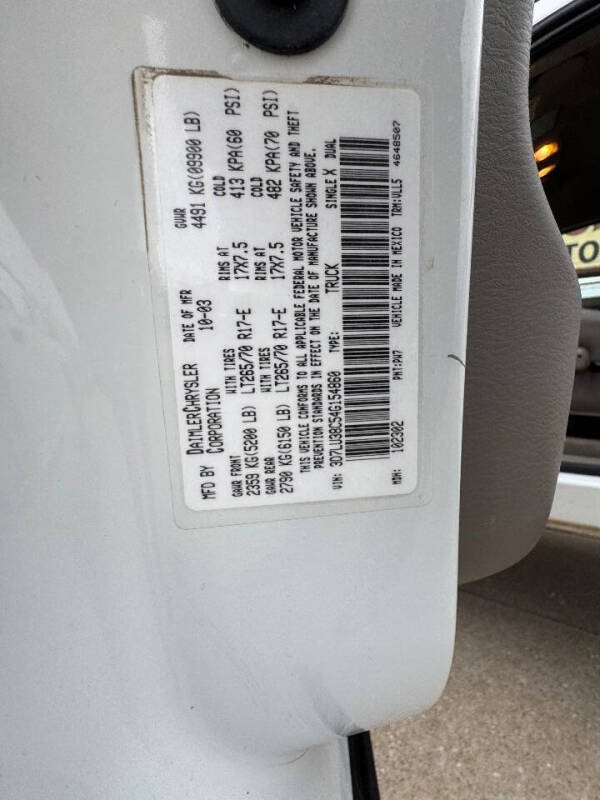 MFD BY DAIMLERCHRYSLER CORPORATION
DATE OF MFR 10-03
GVWR 4491 KG(09900 LB)
GAWR FRONT WITH TIRES RIMS AT COLD
2359 KG(5200 LB) LT265/70 R17-E 17X7.5 413 KPA(60 PSI)
GAWR REAR WITH TIRES RIMS AT COLD
2790 KG(6150 LB) LT265/70 R17-E 17X7.5 482 KPA(70 PSI)
THIS VEHICLE CONFORMS TO ALL APPLICABLE FEDERAL MOTOR VEHICLE SAFETY AND THEFT
PREVENTION STANDARDS IN EFFECT ON THE DATE OF MANUFACTURE SHOWN ABOVE.
VIN: 3D7LU38C54G154860 TYPE: TRUCK SINGLE X DUAL
MDH: 102302 PNT:PW7 VEHICLE MADE IN MEXICO TRM:VLL5 4648507
TO